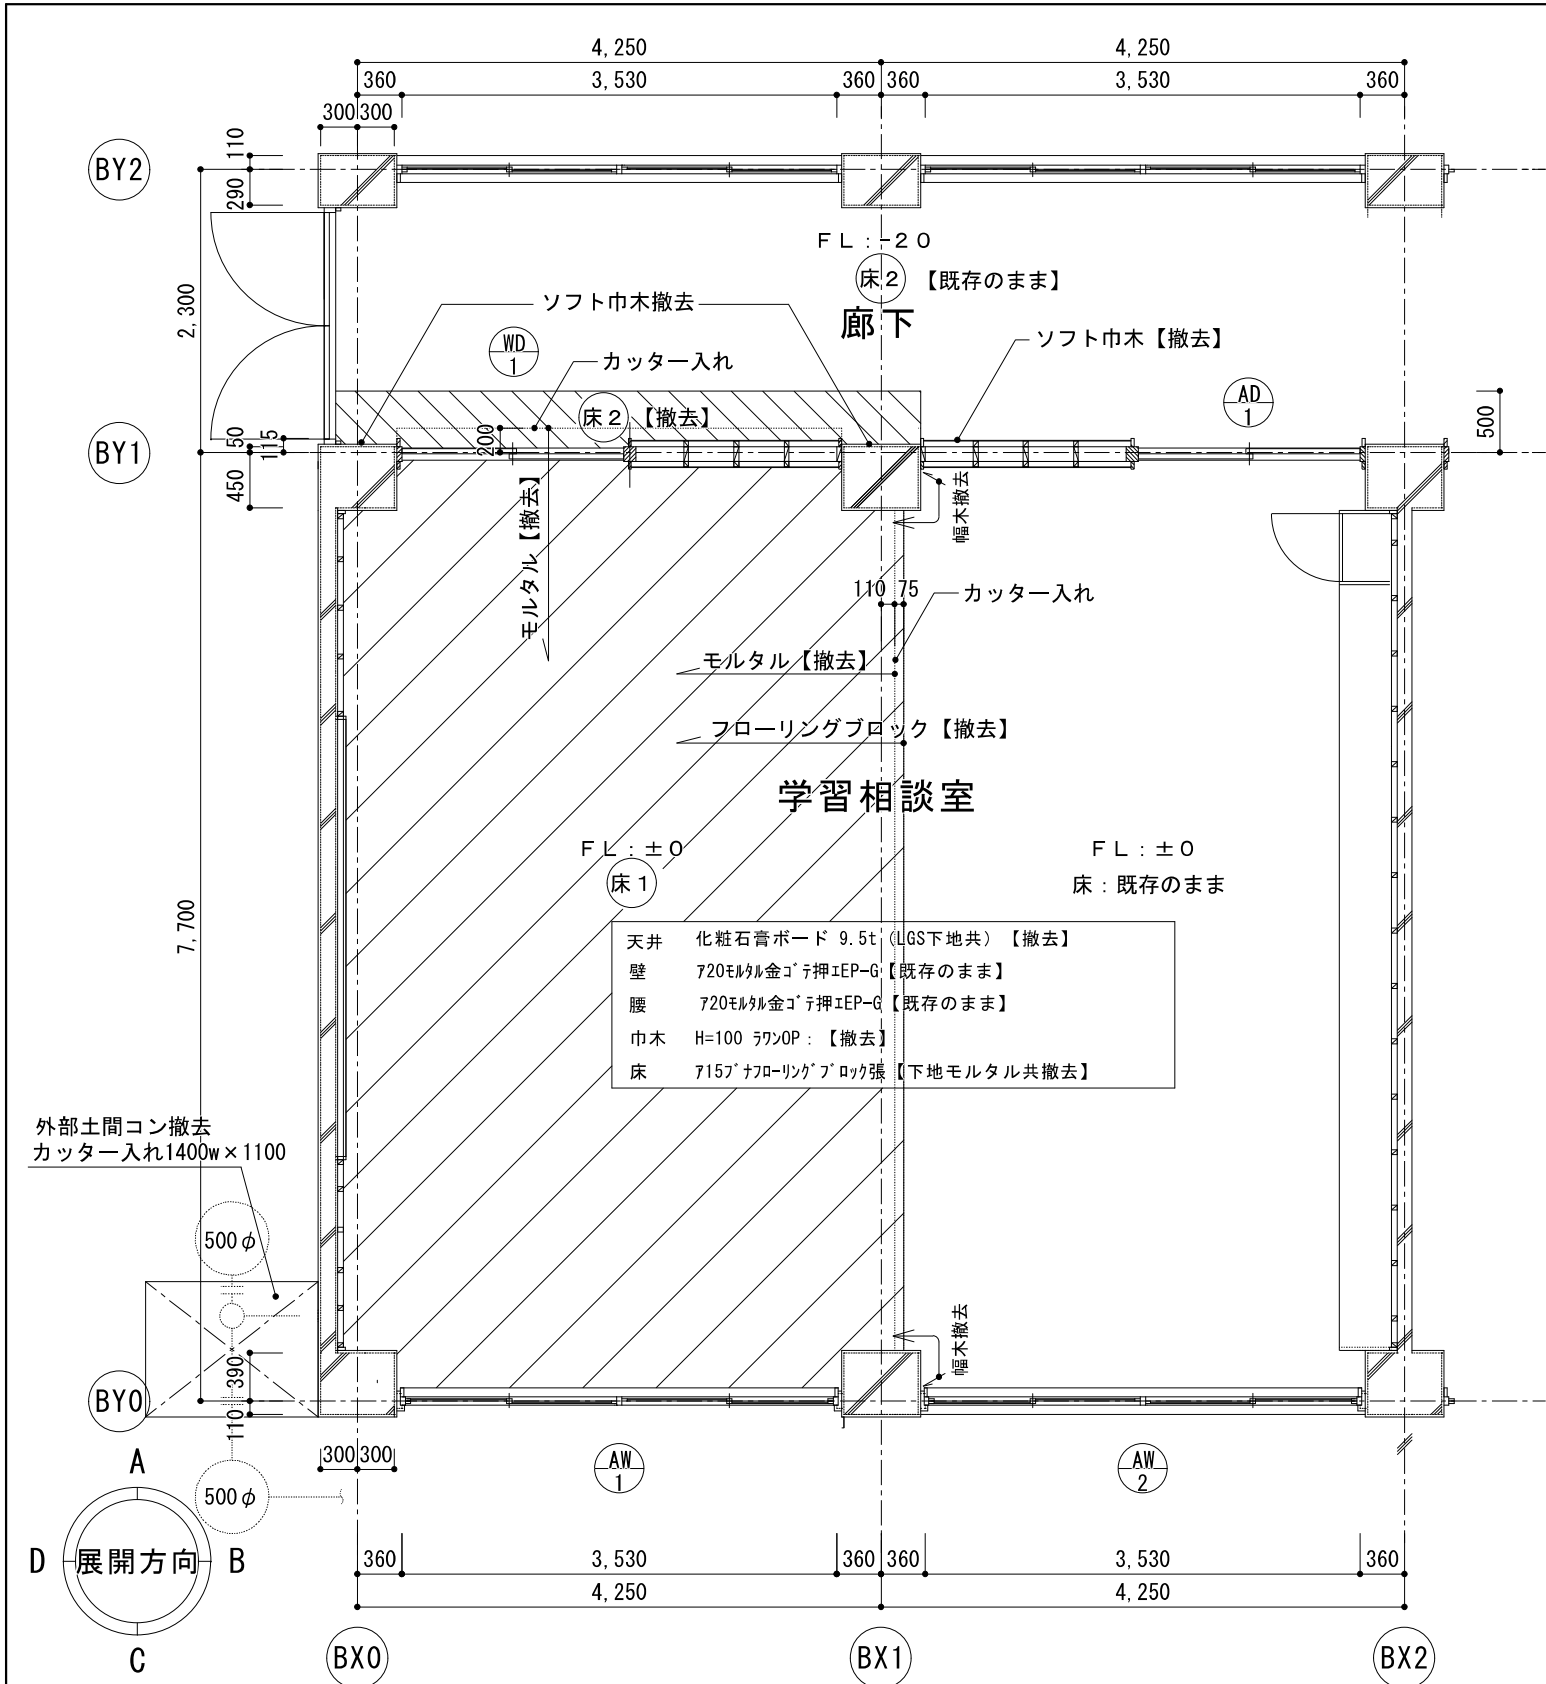 4,250
4,250
360
3,530
360
360
3,530
360
300
300
110
BY2
290
FL:-20
床2
【既存のまま】
廊下
2,300
ソフト巾木撤去
WD
1
カッター入れ
ソフト巾木【撤去】
AD
1
床2
【撤去】
500
200
50
115
BY1
450
モルタル【撤去】
幅木撤去
110
75
カッター入れ
モルタル【撤去】
フローリングブロック【撤去】
学習相談室
FL:±0
床1
FL:±0
床:既存のまま
7,700
天井 化粧石膏ボード 9.5t (LGS下地共)【撤去】
壁 ｱ20ﾓﾙﾀﾙ金ｺﾞﾃ押ｴEP-G【既存のまま】
腰 ｱ20ﾓﾙﾀﾙ金ｺﾞﾃ押ｴEP-G【既存のまま】
巾木 H=100 ﾗﾜﾝOP:【撤去】
床 ｱ15ﾌﾞﾅﾌﾛｰﾘﾝｸﾞﾌﾞﾛｯｸ張【下地モルタル共撤去】
外部土間コン撤去
カッター入れ1400w×1100
500φ
幅木撤去
390
BY0
110
300
300
AW
1
AW
2
500φ
A
D
展開方向
B
C
360
3,530
360
360
3,530
360
4,250
4,250
BX0
BX1
BX2